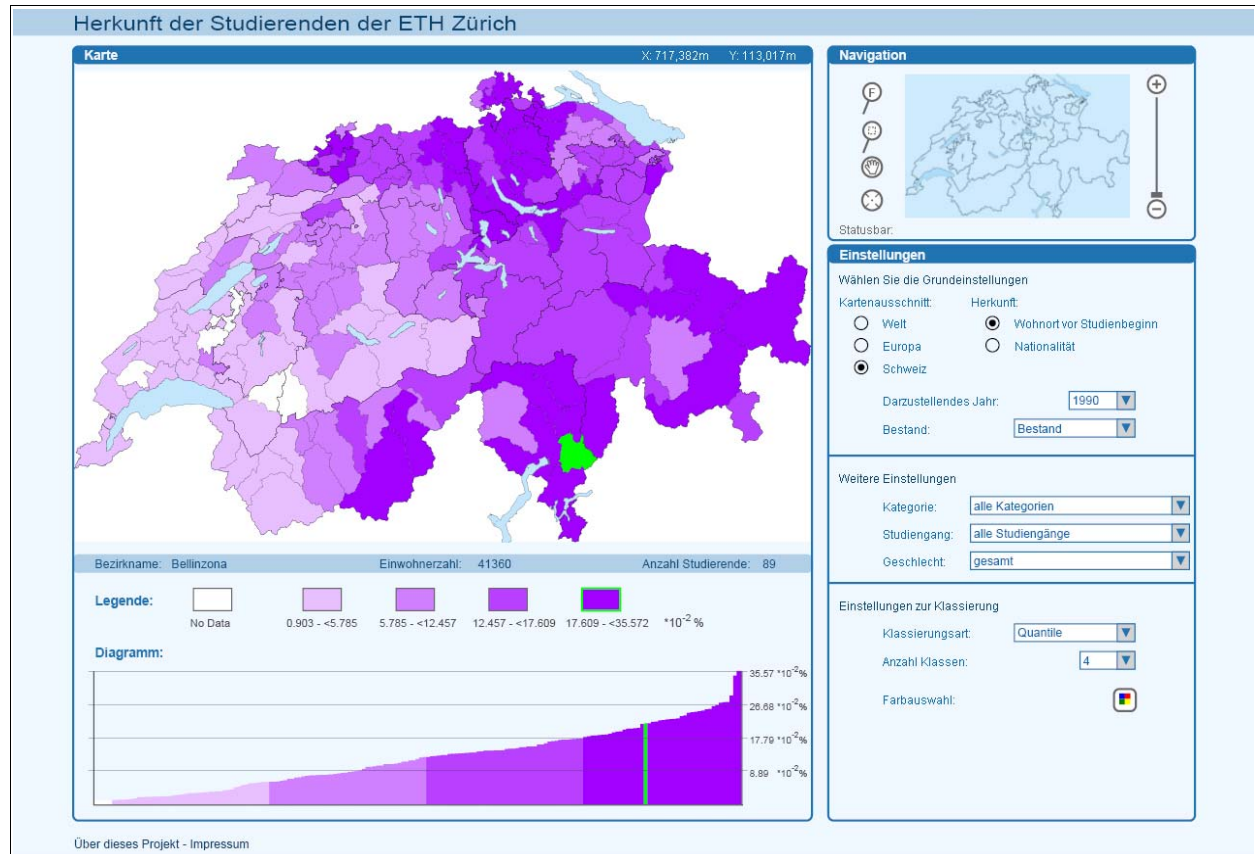 Herkunft der Studierenden der ETH Zürich
Karte X: 717,382m Y: 113,017m
Bezirkname: Bellinzona Einwohnerzahl: 41360 Anzahl Studierende: 89
Legende:
No Data 0.903 - <5.785 5.785 - <12.457 12.457 - <17.609 17.609 - <35.572 *10-2 %
Diagramm:
35.57 *10-2%
26.68 *10-2%
17.79 *10-2%
8.89 *10-2%
Navigation
F
Statusbar:
Einstellungen
Wählen Sie die Grundeinstellungen
Kartenausschnitt: Herkunft:
Welt Wohnort vor Studienbeginn
Europa Nationalität
Schweiz
Darzustellendes Jahr: 1990
Bestand: Bestand
Weitere Einstellungen
Kategorie: alle Kategorien
Studiengang: alle Studiengänge
Geschlecht: gesamt
Einstellungen zur Klassierung
Klassierungsart: Quantile
Anzahl Klassen: 4
Farbauswahl:
Über dieses Projekt - Impressum